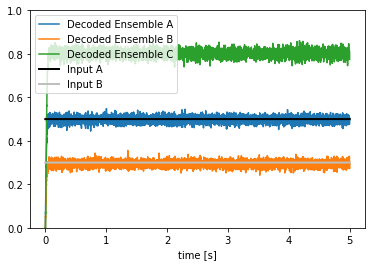 1.0
0.8
0.6
0.4
0.2
0.0
Decoded Ensemble A
Decoded Ensemble B
Decoded Ensemble C
Input A
Input B
0 1 2 3 4 5
time [s]